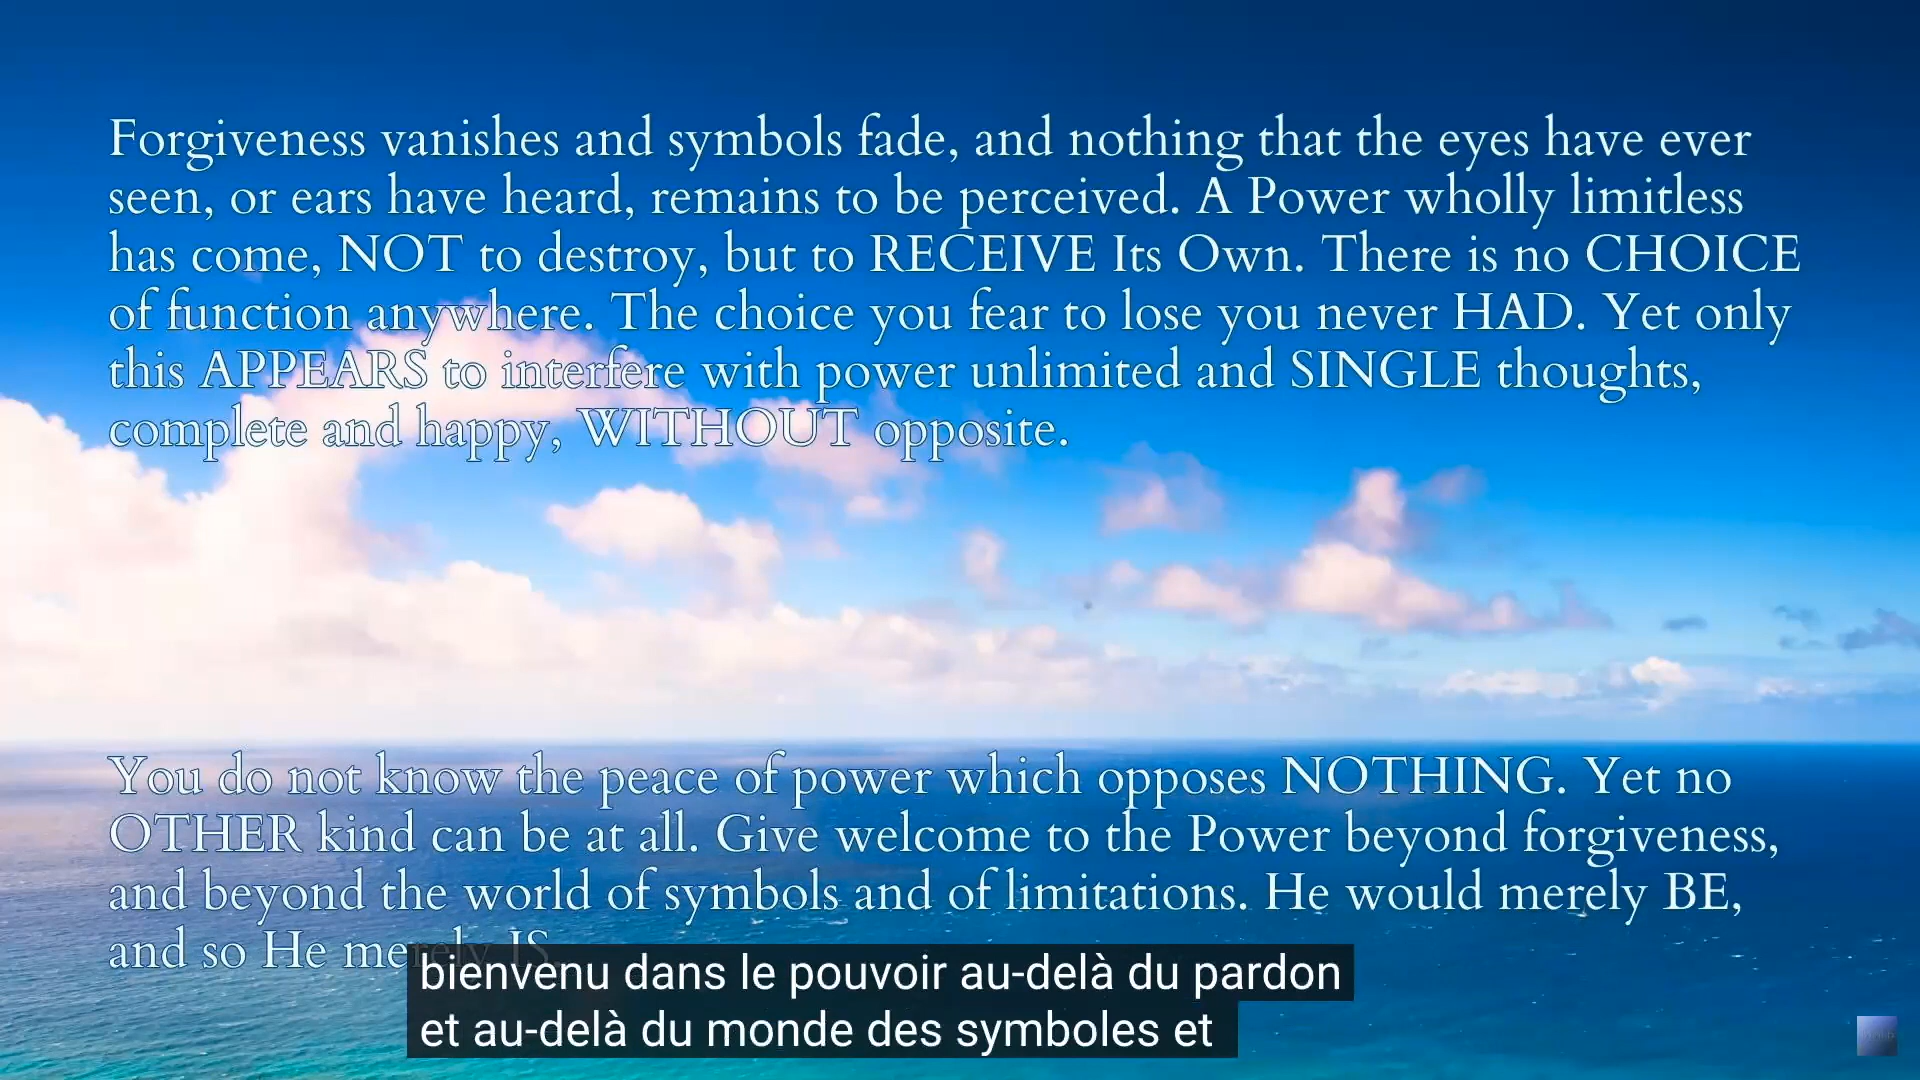 Forgiveness vanishes and symbols fade, and nothing that the eyes have ever
seen, or ears have heard, remains to be perceived. A Power wholly limitless
has come, NOT to destroy, but to RECEIVE Its Own. There is no CHOICE
of function anywhere. The choice you fear to lose you never HAD. Yet only
this APPEARS to interfere with power unlimited and SINGLE thoughts,
complete and happy, WITHOUT opposite.
You do not know the peace of power which opposes NOTHING. Yet no
OTHER kind can be at all. Give welcome to the Power beyond forgiveness,
and beyond the world of symbols and of limitations. He would merely BE,
and so He merely IS.
bienvenu dans le pouvoir au-delà du pardon
et au-delà du monde des symboles et